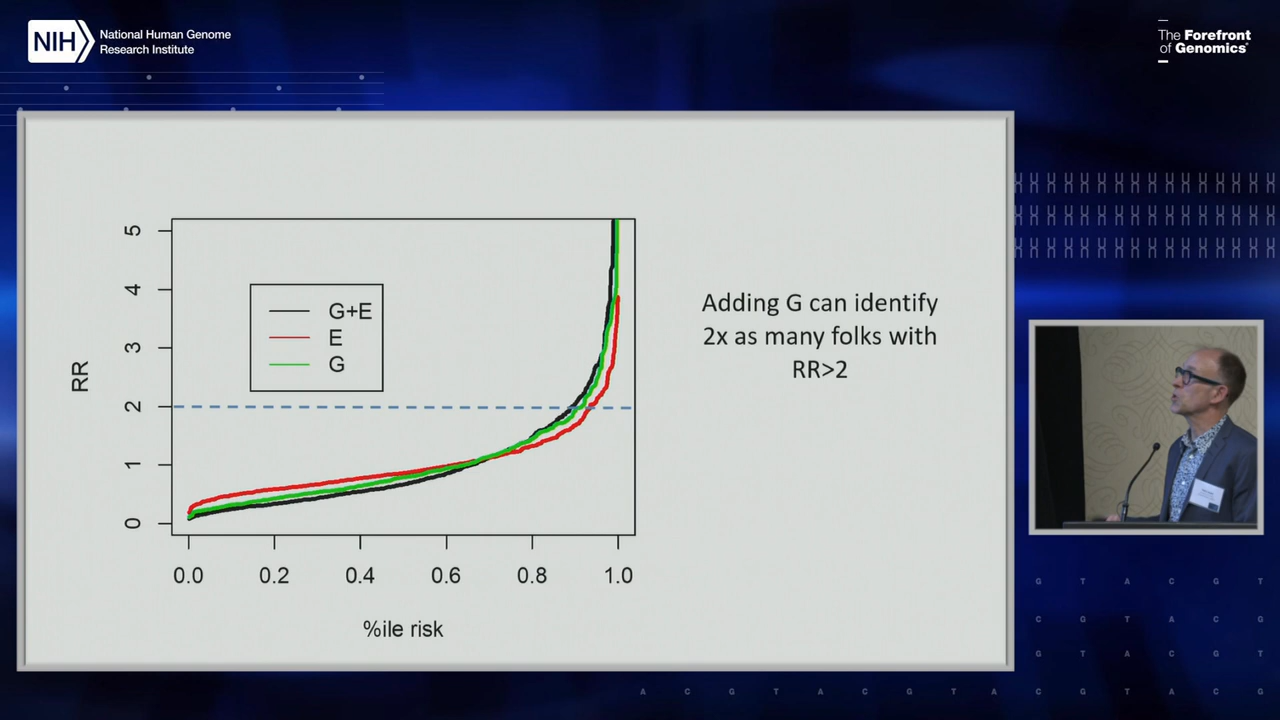 NIH
National Human Genome
Research Institute
The Forefront
of Genomics®
5
4
3
2
1
0
RR
G+E
E
G
0.0 0.2 0.4 0.6 0.8 1.0
%ile risk
Adding G can identify
2x as many folks with
RR>2
G T A C G T
C G T A C G
G T A C G T
A C G T A C G T A C G T A C G